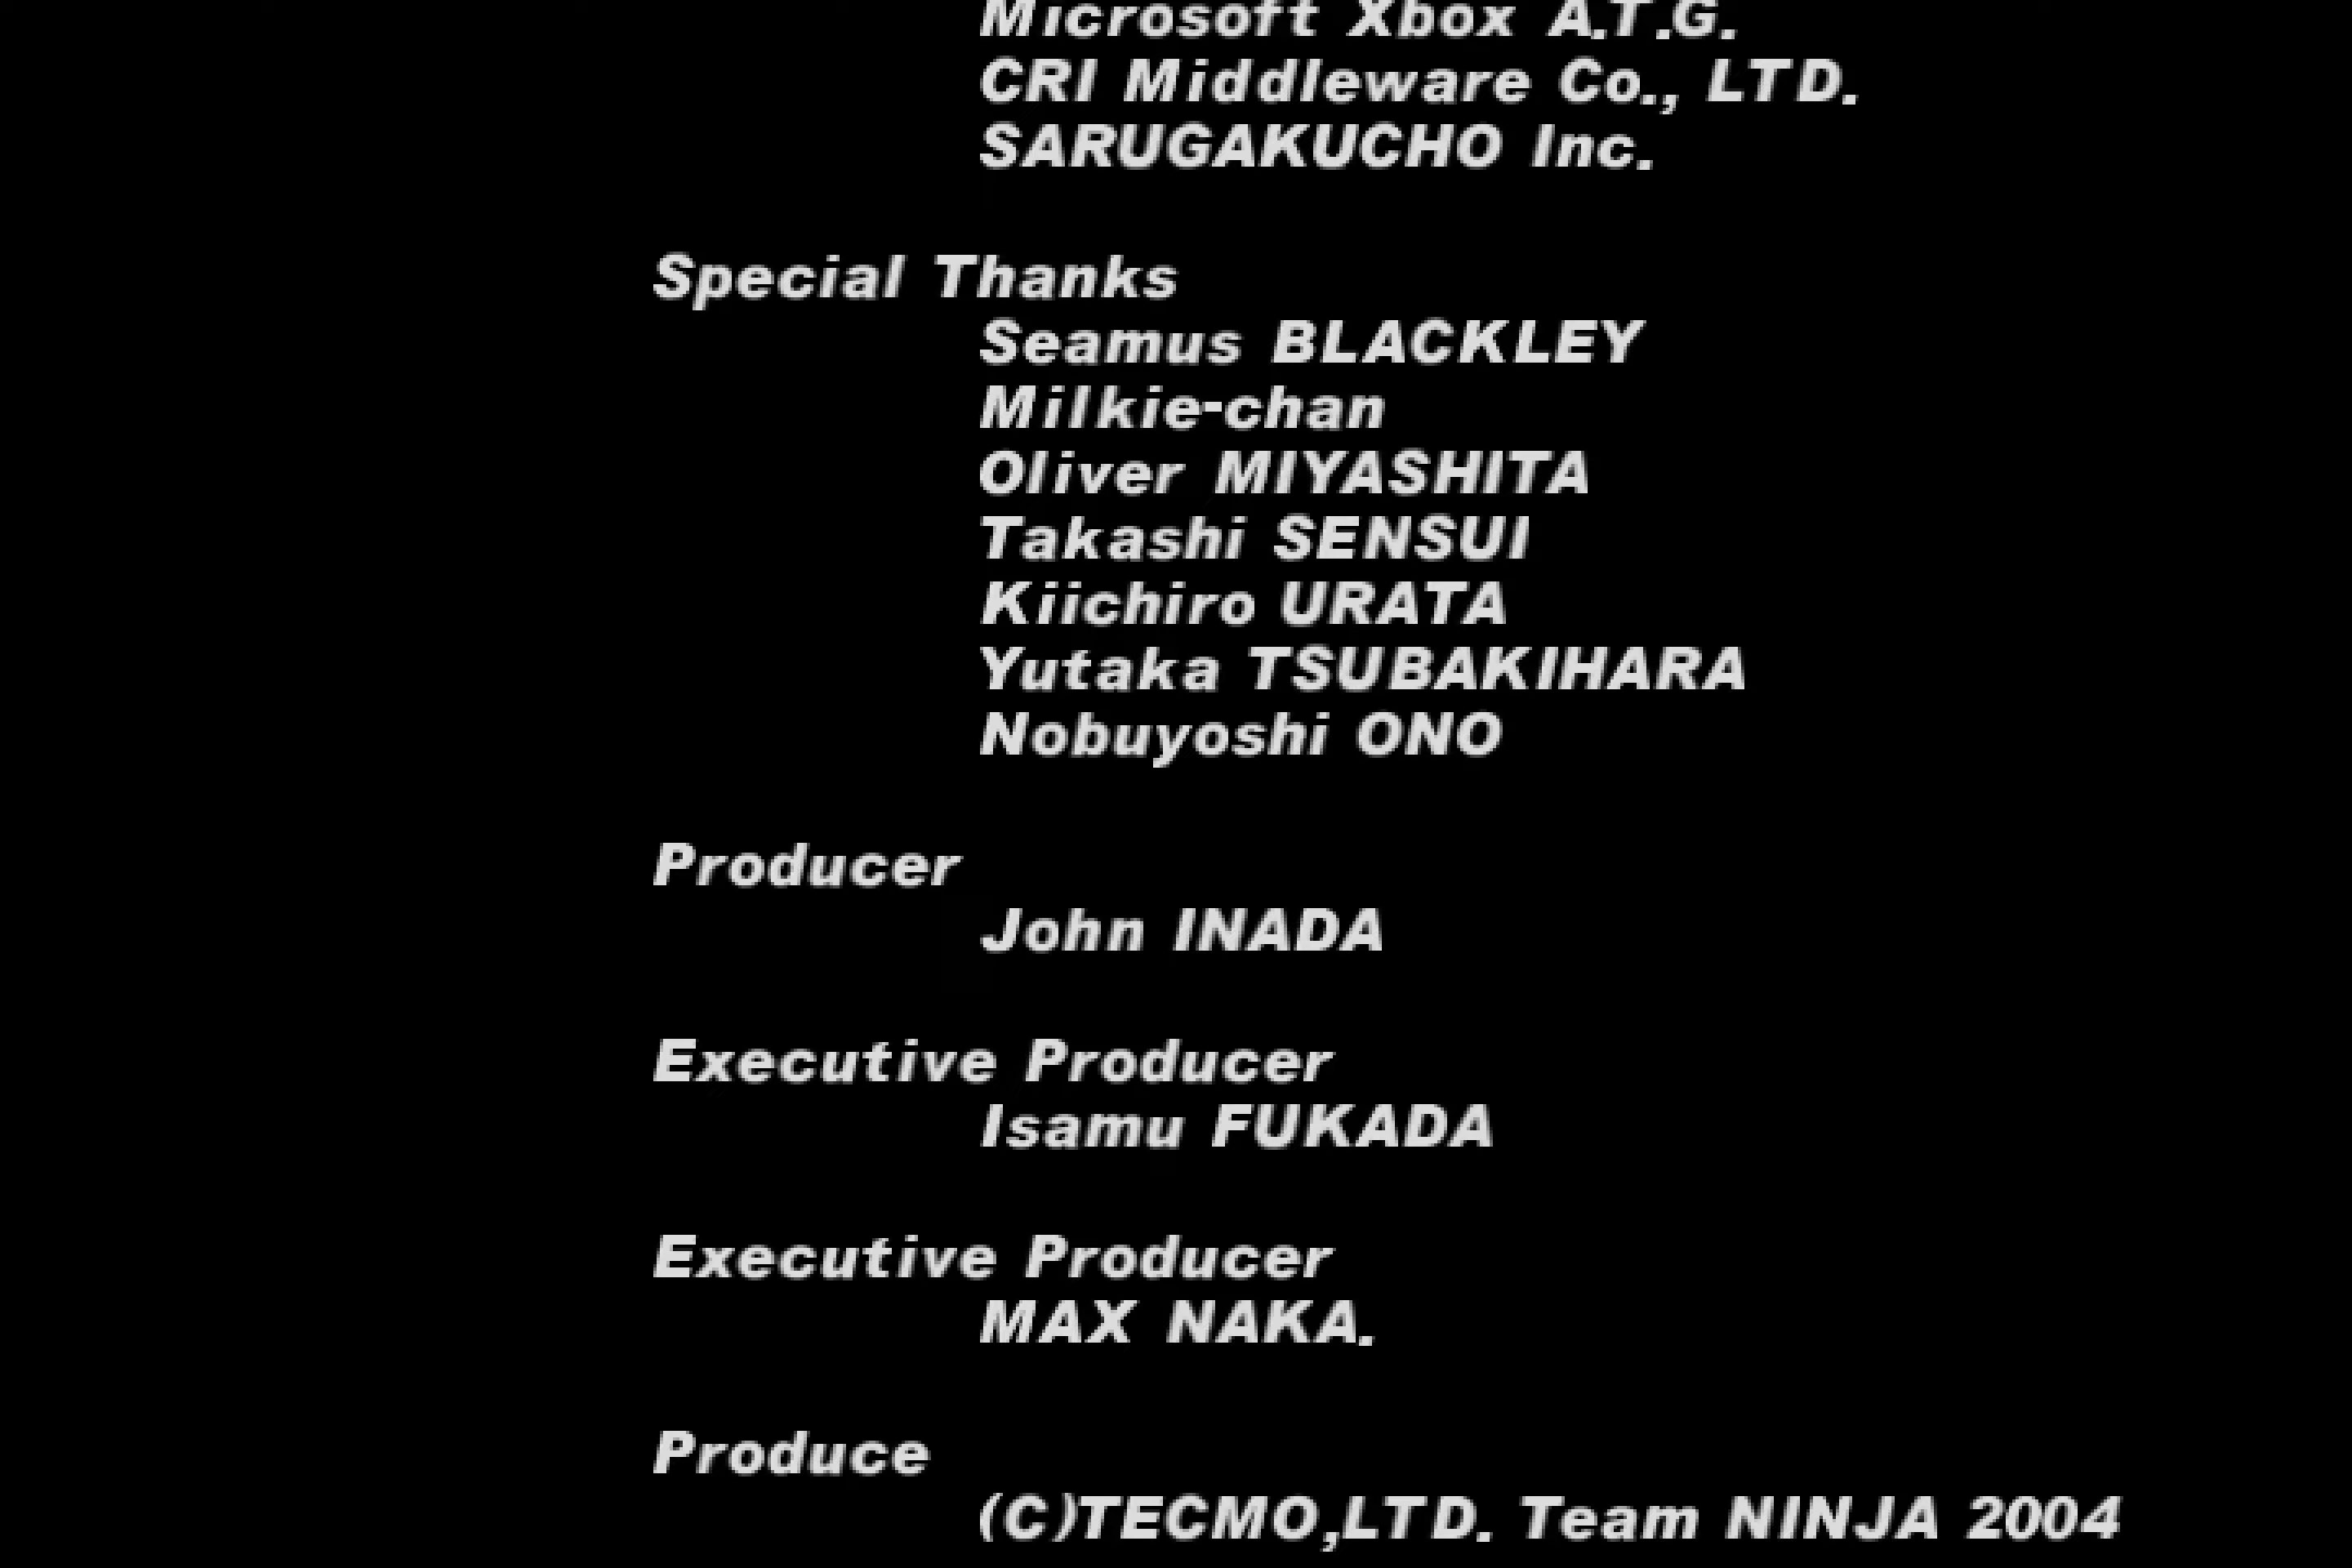 Microsoft Xbox A.T.G.
CRI Middleware Co., LTD.
SARUGAKUCHO Inc.
Special Thanks
Seamus BLACKLEY
Milkie-chan
Oliver MIYASHITA
Takashi SENSUI
Kiichiro URATA
Yutaka TSUBAKIHARA
Nobuyoshi ONO
Producer
John INADA
Executive Producer
Isamu FUKADA
Executive Producer
MAX NAKA.
Produce
(C)TECMO,LTD. Team NINJA 2004